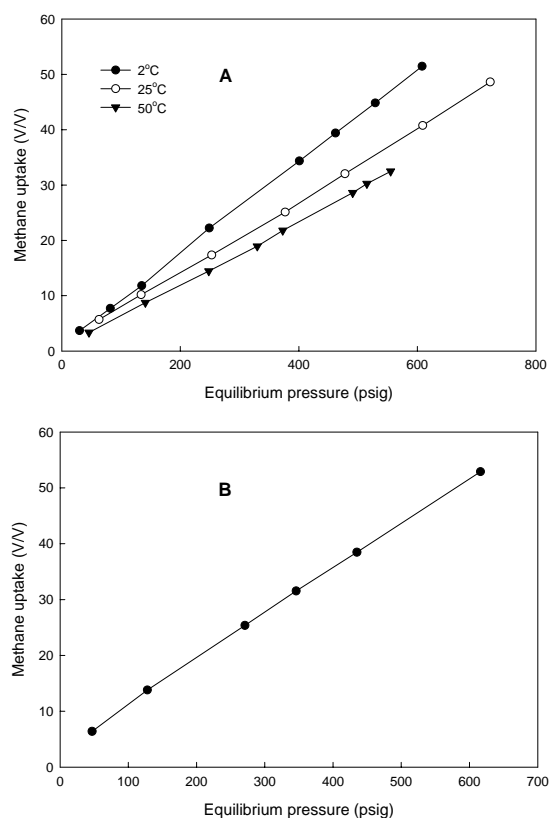 60
50
40
30
20
10
0
Methane uptake (V/V)
A
2°C
25°C
50°C
0 200 400 600 800
Equilibrium pressure (psig)
60
50
40
30
20
10
0
Methane uptake (V/V)
B
0 100 200 300 400 500 600 700
Equilibrium pressure (psig)